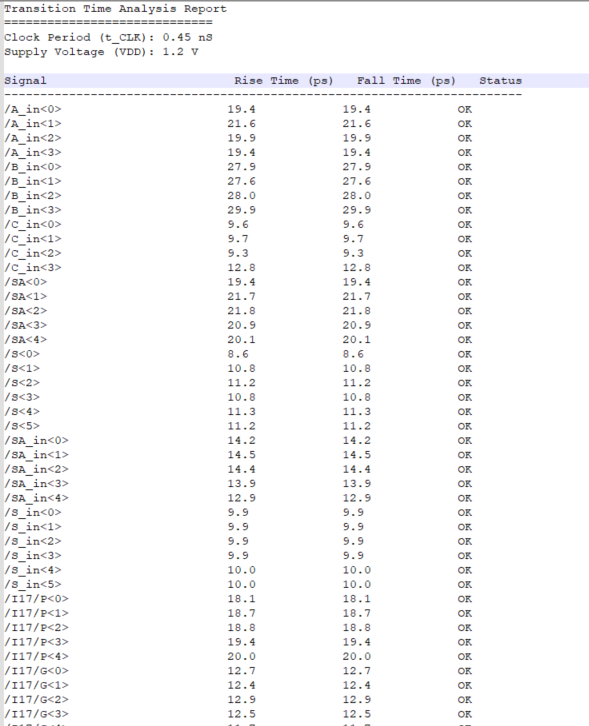 Transition Time Analysis Report
=============================
Clock Period (t_CLK): 0.45 nS
Supply Voltage (VDD): 1.2 V
Signal Rise Time (ps) Fall Time (ps) Status
------------------------------------------------------------------------
/A_in<0> 19.4 19.4 OK
/A_in<1> 21.6 21.6 OK
/A_in<2> 19.9 19.9 OK
/A_in<3> 19.4 19.4 OK
/B_in<0> 27.9 27.9 OK
/B_in<1> 27.6 27.6 OK
/B_in<2> 28.0 28.0 OK
/B_in<3> 29.9 29.9 OK
/C_in<0> 9.6 9.6 OK
/C_in<1> 9.7 9.7 OK
/C_in<2> 9.3 9.3 OK
/C_in<3> 12.8 12.8 OK
/SA<0> 19.4 19.4 OK
/SA<1> 21.7 21.7 OK
/SA<2> 21.8 21.8 OK
/SA<3> 20.9 20.9 OK
/SA<4> 20.1 20.1 OK
/S<0> 8.6 8.6 OK
/S<1> 10.8 10.8 OK
/S<2> 11.2 11.2 OK
/S<3> 10.8 10.8 OK
/S<4> 11.3 11.3 OK
/S<5> 11.2 11.2 OK
/SA_in<0> 14.2 14.2 OK
/SA_in<1> 14.5 14.5 OK
/SA_in<2> 14.4 14.4 OK
/SA_in<3> 13.9 13.9 OK
/SA_in<4> 12.9 12.9 OK
/S_in<0> 9.9 9.9 OK
/S_in<1> 9.9 9.9 OK
/S_in<2> 9.9 9.9 OK
/S_in<3> 9.9 9.9 OK
/S_in<4> 10.0 10.0 OK
/S_in<5> 10.0 10.0 OK
/I17/P<0> 18.1 18.1 OK
/I17/P<1> 18.7 18.7 OK
/I17/P<2> 18.8 18.8 OK
/I17/P<3> 19.4 19.4 OK
/I17/P<4> 20.0 20.0 OK
/I17/G<0> 12.7 12.7 OK
/I17/G<1> 12.4 12.4 OK
/I17/G<2> 12.9 12.9 OK
/I17/G<3> 12.5 12.5 OK